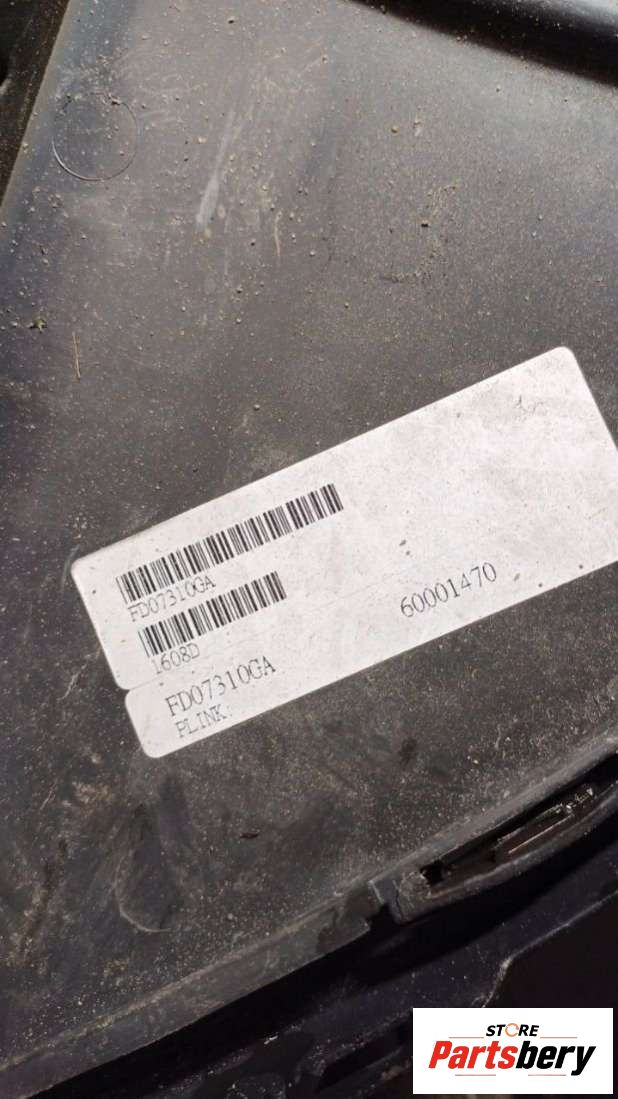 FD07310GA
1608D
FD07310GA
60001470
PLINK:
STORE
Partsbery